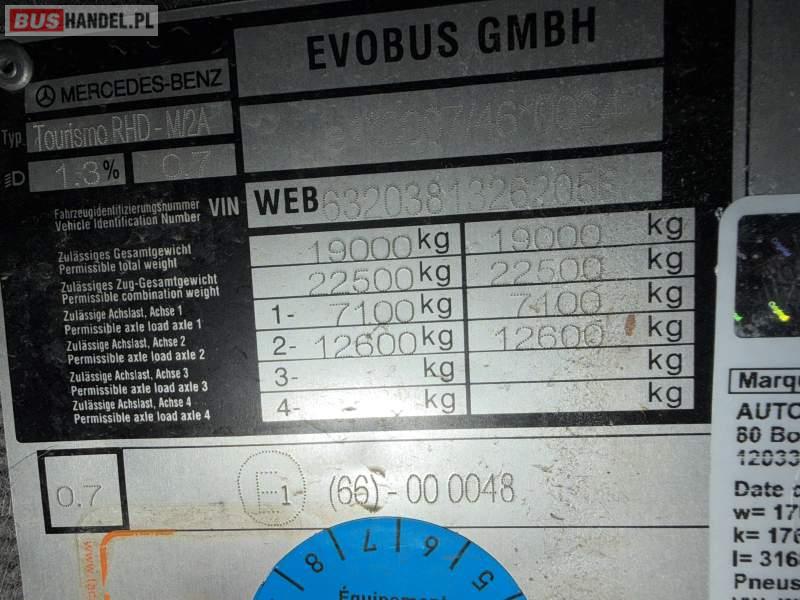 BUSHANDEL.PL
EVOBUS GMBH
MERCEDES-BENZ
Typ Tourismo RHD - M/2A
1.3% 0.7
Fahrzeugidentifizierungsnummer
Vehicle Identification Number
VIN WEB
Zulässiges Gesamtgewicht
Permissible total weight
19000 kg 19000 kg
Zulässiges Zug-Gesamtgewicht
Permissible combination weight
22500 kg 22500 kg
Zulässige Achslast, Achse 1
Permissible axle load axle 1
1- 7100 kg 7100 kg
Zulässige Achslast, Achse 2
Permissible axle load axle 2
2- 12600 kg 12600 kg
Zulässige Achslast, Achse 3
Permissible axle load axle 3
3- kg kg
Zulässige Achslast, Achse 4
Permissible axle load axle 4
4- kg kg
0.7 E1 (66)-00 0048
8 7 6 5
Équipement
Marqu
AUTO
80 Bo
12033
Date
w= 17
k= 176
l= 316
Pneus